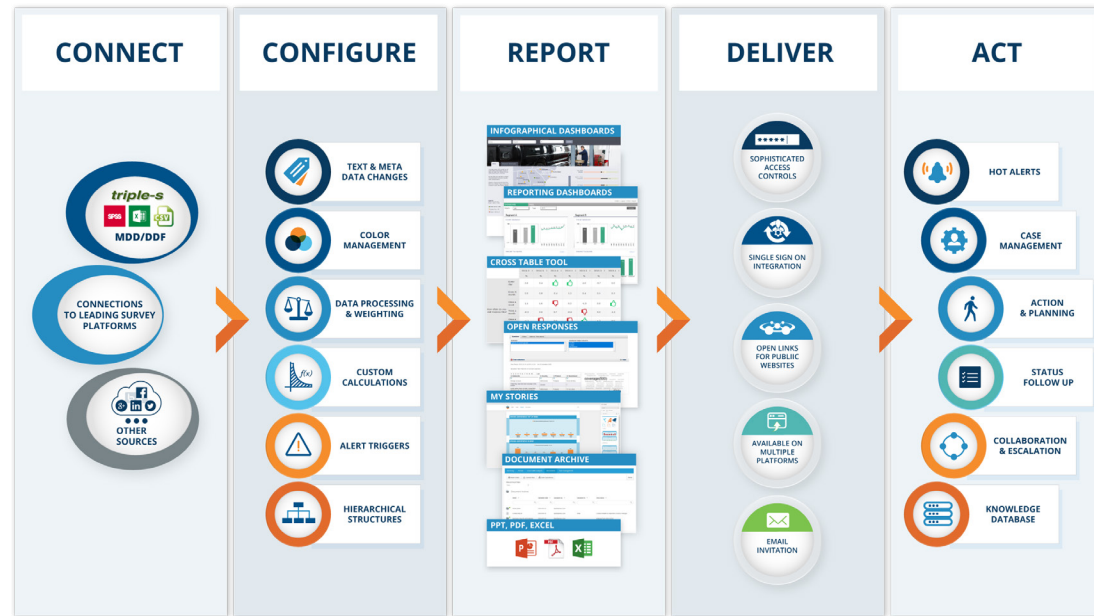 CONNECT
triple-s
SPSS
CSV
MDD/DDF
CONNECTIONS
TO LEADING SURVEY
PLATFORMS
OTHER
SOURCES
CONFIGURE
TEXT & META
DATA CHANGES
COLOR
MANAGEMENT
DATA PROCESSING
& WEIGHTING
f(x)
CUSTOM
CALCULATIONS
ALERT TRIGGERS
HIERARCHICAL
STRUCTURES
REPORT
INFOGRAPHICAL DASHBOARDS
REPORTING DASHBOARDS
CROSS TABLE TOOL
OPEN RESPONSES
MY STORIES
DOCUMENT ARCHIVE
PPT, PDF, EXCEL
DELIVER
*****
SOPHISTICATED
ACCESS
CONTROLS
SINGLE SIGN ON
INTEGRATION
OPEN LINKS
FOR PUBLIIC
WEBSITES
AVAILABLE ON
MULTIPLE
PLATFORMS
EMAIL
INVITATION
ACT
HOT ALERTS
CASE
MANAGEMENT
ACTION
& PLANNING
STATUS
FOLLOW UP
COLLABORATION
& ESCALATION
KNOWLEDGE
DATABASE